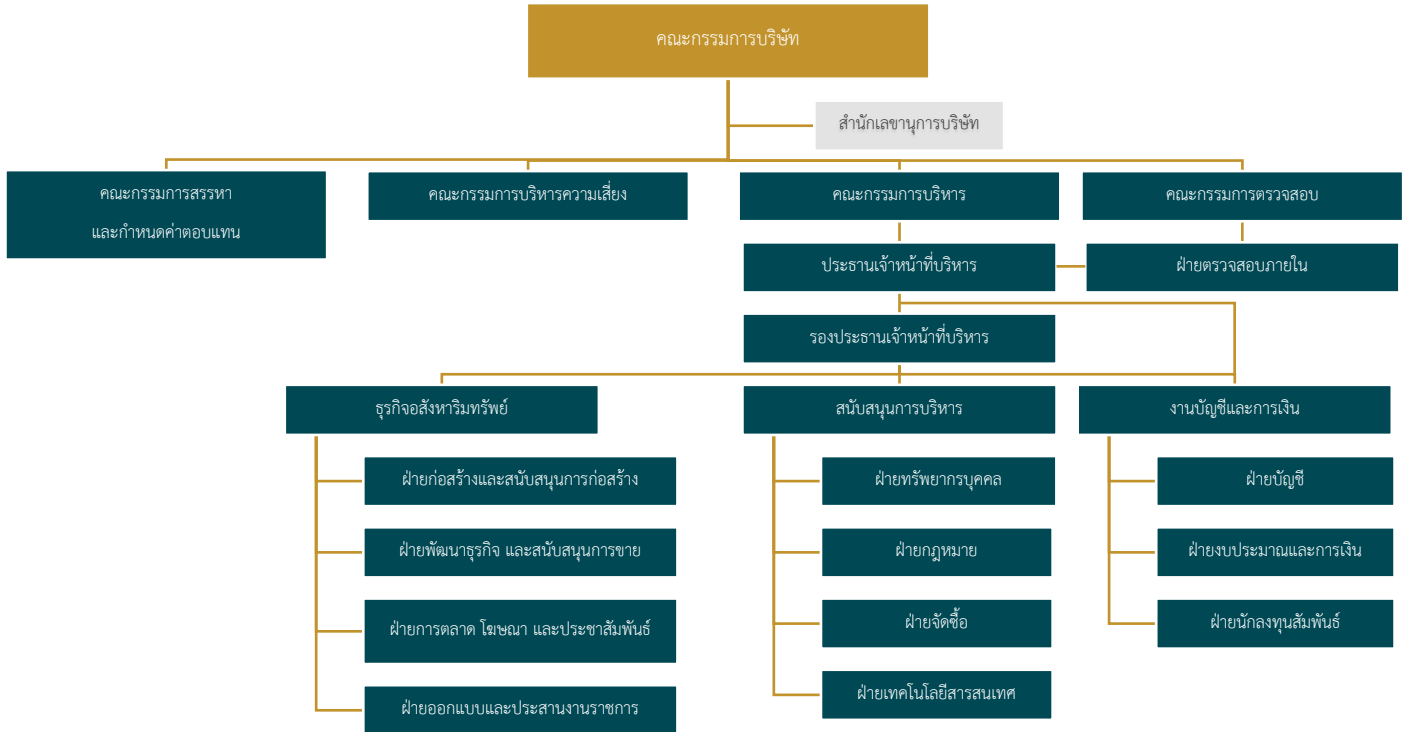 คณะกรรมการบริษัท
สำนักเลขานุการบริษัท
คณะกรรมการสรรหา
และกำหนดค่าตอบแทน
คณะกรรมการบริหารความเสี่ยง
คณะกรรมการบริหาร
คณะกรรมการตรวจสอบ
ประธานเจ้าหน้าที่บริหาร
ฝ่ายตรวจสอบภายใน
รองประธานเจ้าหน้าที่บริหาร
ธุรกิจอสังหาริมทรัพย์
สนับสนุนการบริหาร
งานบัญชีและการเงิน
ฝ่ายก่อสร้างและสนับสนุนการก่อสร้าง
ฝ่ายทรัพยากรบุคคล
ฝ่ายบัญชี
ฝ่ายพัฒนาธุรกิจ และสนับสนุนการขาย
ฝ่ายกฎหมาย
ฝ่ายงบประมาณและการเงิน
ฝ่ายการตลาด โฆษณา และประชาสัมพันธ์
ฝ่ายจัดซื้อ
ฝ่ายนักลงทุนสัมพันธ์
ฝ่ายออกแบบและประสานงานราชการ
ฝ่ายเทคโนโลยีสารสนเทศ